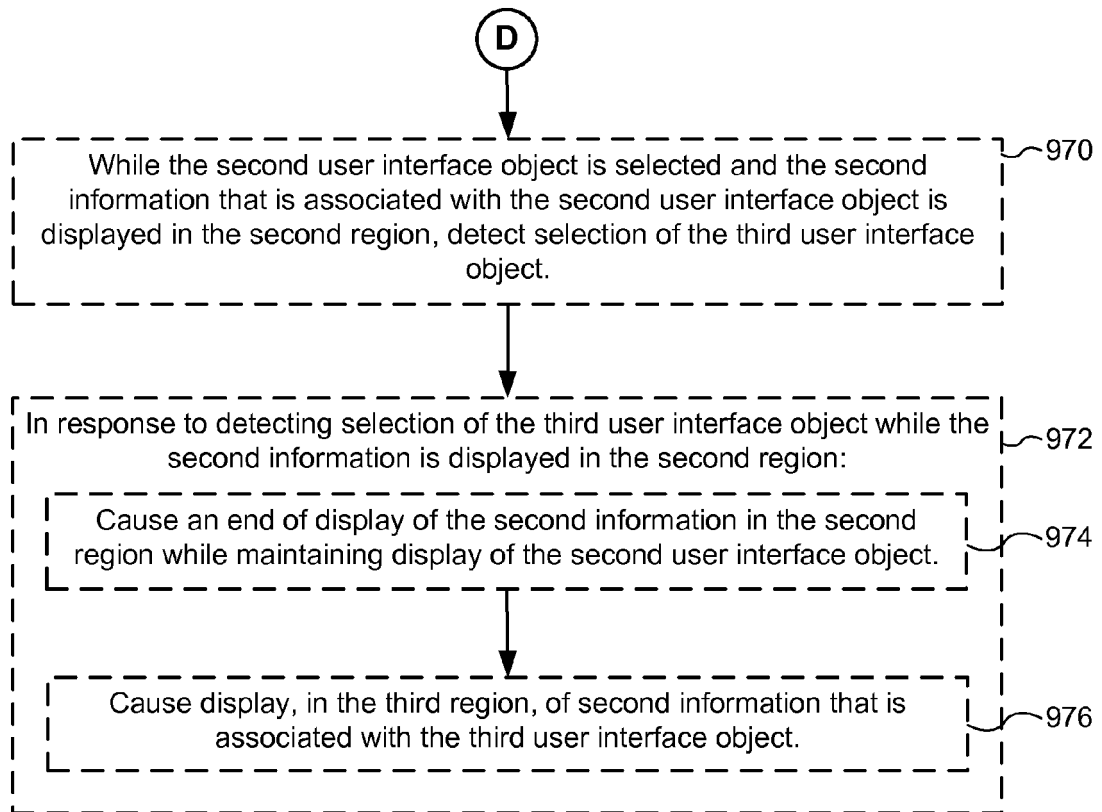 D
While the second user interface object is selected and the second
information that is associated with the second user interface object is
displayed in the second region, detect selection of the third user interface
object.
970
In response to detecting selection of the third user interface object while the
second information is displayed in the second region:
972
Cause an end of display of the second information in the second
region while maintaining display of the second user interface object.
974
Cause display, in the third region, of second information that is
associated with the third user interface object.
976